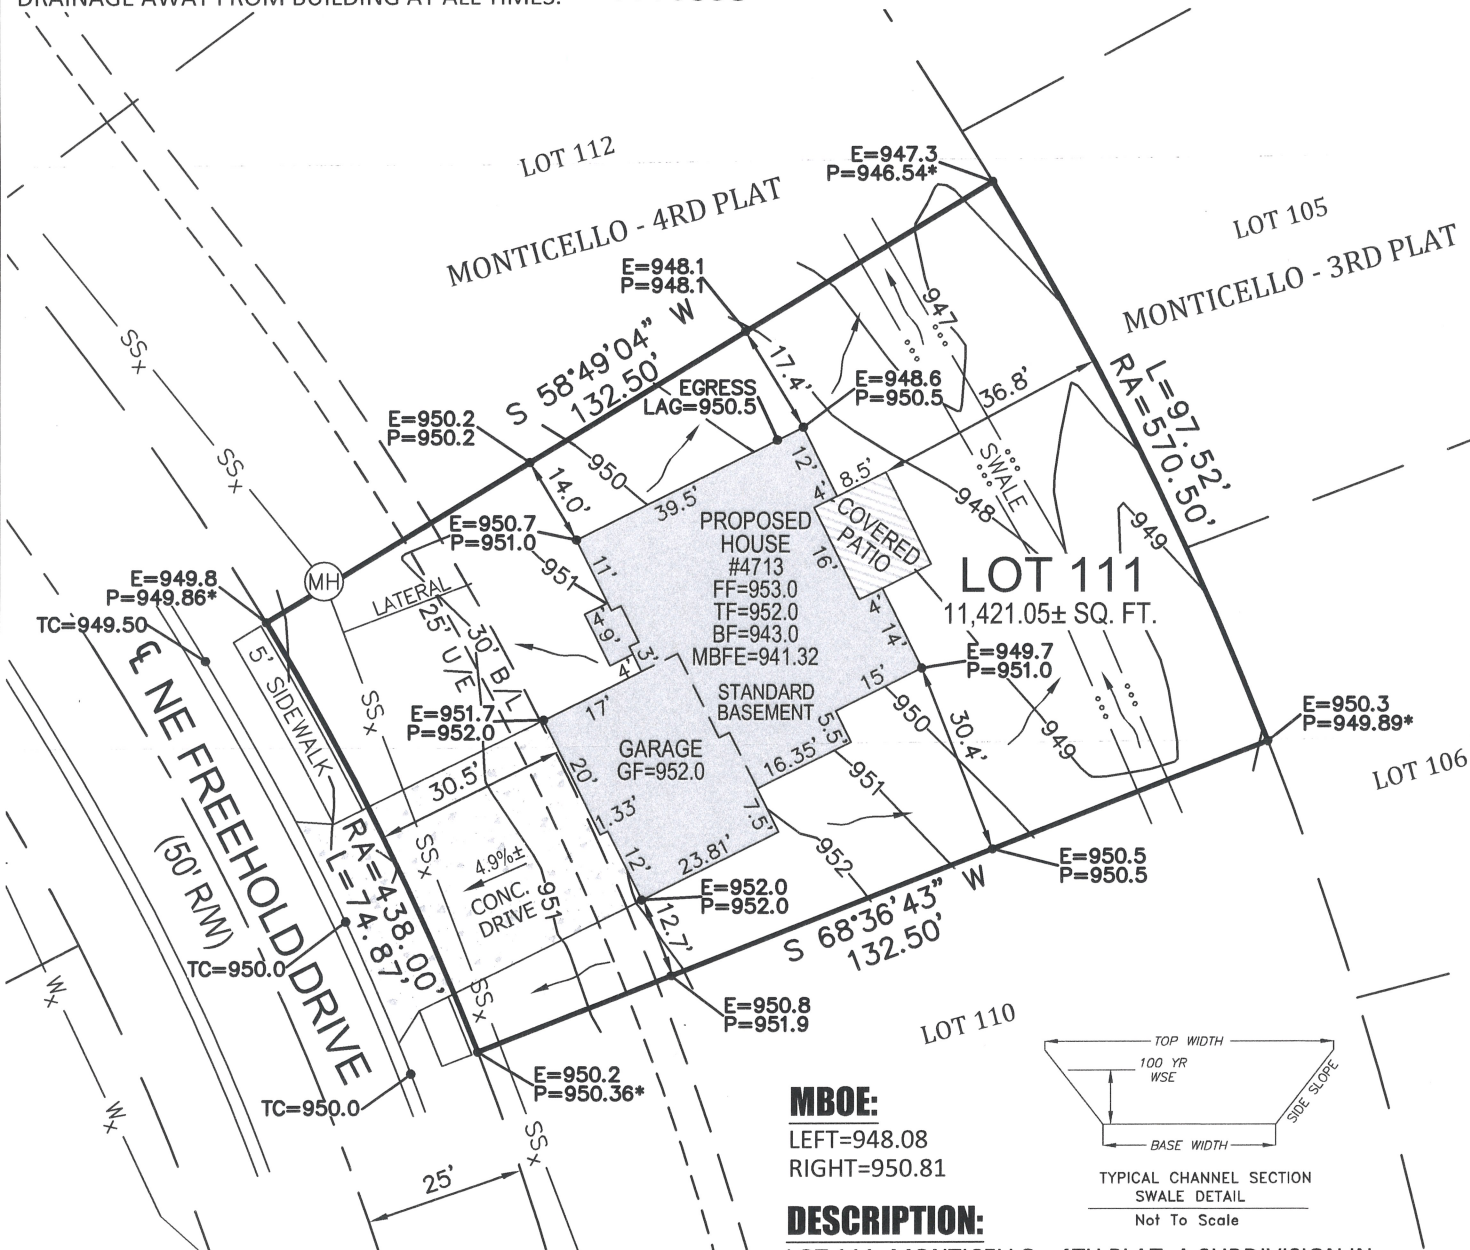 DRAINAGE AWAY FROM BUILDING AT ALL TIMES.
LOT 112
MONTICELLO - 4RD PLAT
E=947.3
P=946.54*
LOT 105
MONTICELLO - 3RD PLAT
E=948.1
P=948.1
S 58°49'04" W
132.50'
17.4'
947
EGRESS
LAG=950.5
E=948.6
P=950.5
36.8'
L=97.52'
RA=570.50'
E=950.2
P=950.2
950
14.0'
39.5'
12'
4'
8.5'
COVERED
PATIO
SWALE
948
949
E=950.7
P=951.0
951
11'
PROPOSED
HOUSE
#4713
FF=953.0
TF=952.0
BF=943.0
MBFE=941.32
STANDARD
BASEMENT
16'
4'
14'
LOT 111
11,421.05± SQ. FT.
E=949.8
P=949.86*
TC=949.50
MH
LATERAL
25' U/E
30' B/L
4'
9'
3'
4'
17'
E=949.7
P=951.0
15'
950
949
30.4'
E=950.3
P=949.89*
LOT 106
℄ NE FREEHOLD DRIVE
(50' R/W)
5' SIDEWALK
E=951.7
P=952.0
GARAGE
GF=952.0
5.5'
16.35'
951
30.5'
20'
1.33'
7.5'
12'
23.81'
952
E=950.5
P=950.5
RA=438.00'
L=74.87'
4.9%±
CONC.
DRIVE
951
E=952.0
P=952.0
12.7'
S 68°36'43" W
132.50'
TC=950.0
E=950.8
P=951.9
LOT 110
E=950.2
P=950.36*
TC=950.0
25'
SSx
SSx
SSx
SSx
SSx
SSx
Wx
Wx
MBOE:
LEFT=948.08
RIGHT=950.81
TOP WIDTH
100 YR
WSE
SIDE SLOPE
BASE WIDTH
TYPICAL CHANNEL SECTION
SWALE DETAIL
Not To Scale
DESCRIPTION: